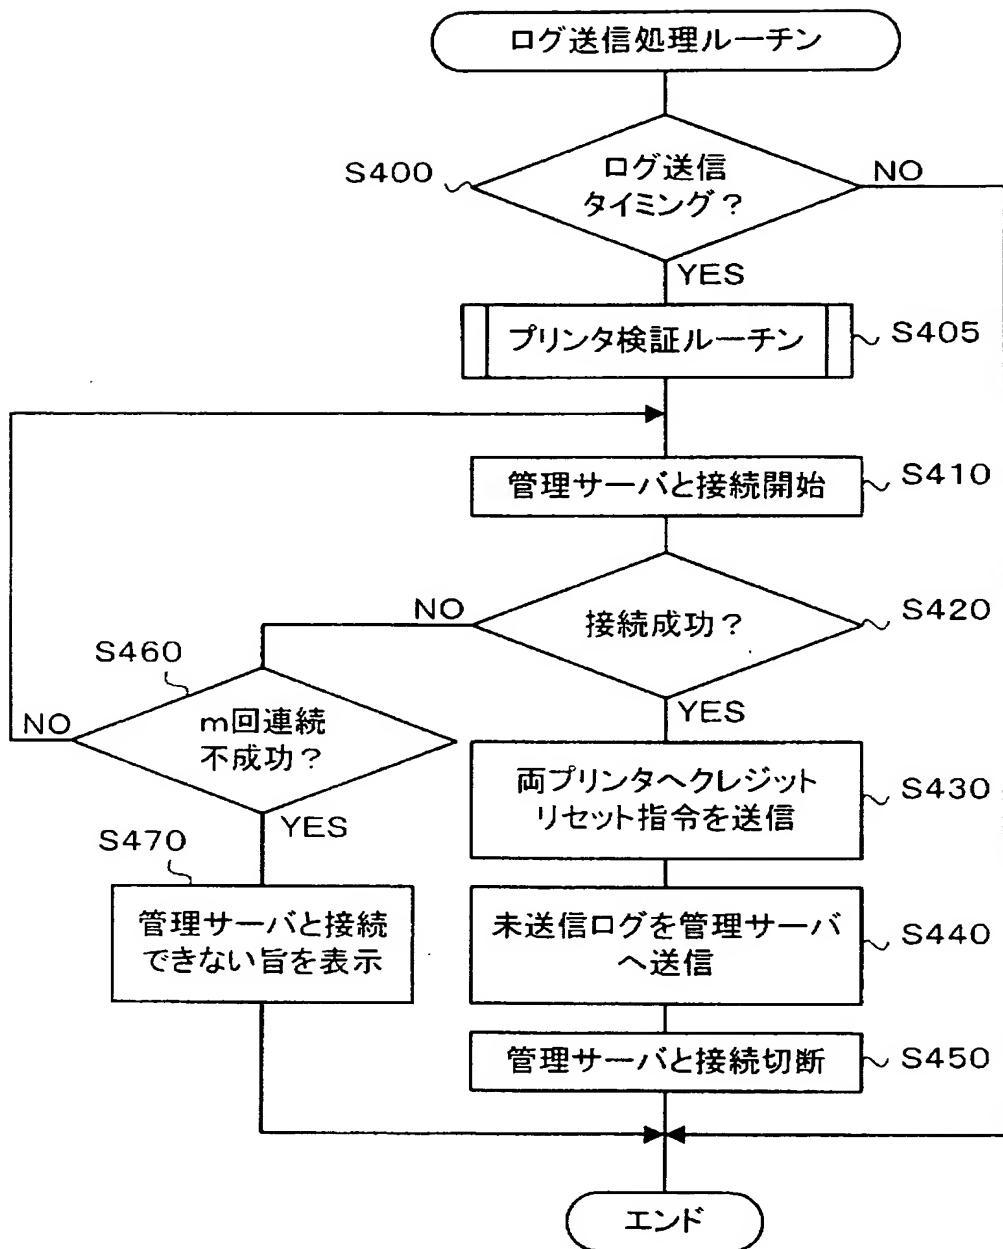 ログ送信処理ルーチン
S400
ログ送信
タイミング？
NO
YES
プリンタ検証ルーチン
S405
管理サーバと接続開始
S410
接続成功？
S420
NO
YES
S460
m回連続
不成功？
NO
YES
両プリンタへクレジット
リセット指令を送信
S430
S470
管理サーバと接続
できない旨を表示
未送信ログを管理サーバ
へ送信
S440
管理サーバと接続切断
S450
エンド